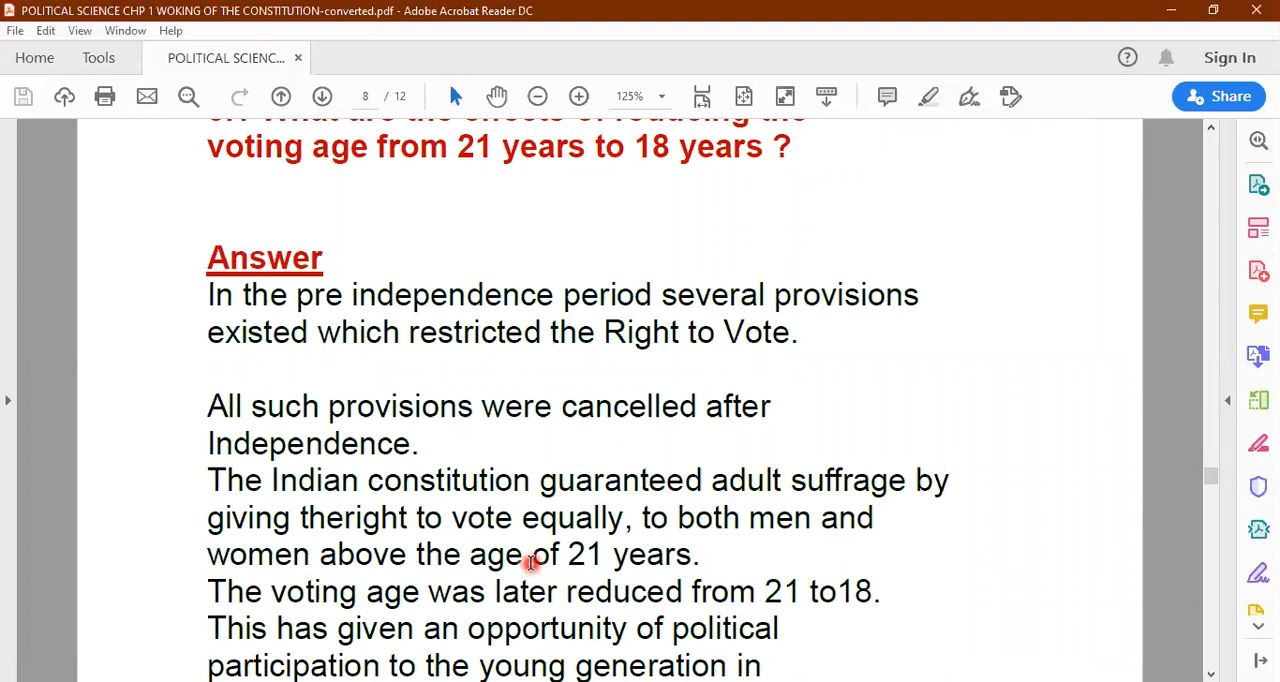 POLITICAL SCIENCE CHP 1 WOKING OF THE CONSTITUTION-converted.pdf - Adobe Acrobat Reader DC
File Edit View Window Help
Home Tools POLITICAL SCIENC... × Sign In
8 / 12 125% Share
voting age from 21 years to 18 years ?
Answer
In the pre independence period several provisions
existed which restricted the Right to Vote.
All such provisions were cancelled after
Independence.
The Indian constitution guaranteed adult suffrage by
giving theright to vote equally, to both men and
women above the age of 21 years.
The voting age was later reduced from 21 to18.
This has given an opportunity of political
participation to the young generation in